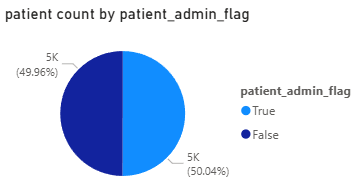 patient count by patient_admin_flag
5K
(49.96%)
patient_admin_flag
True
False
5K
(50.04%)